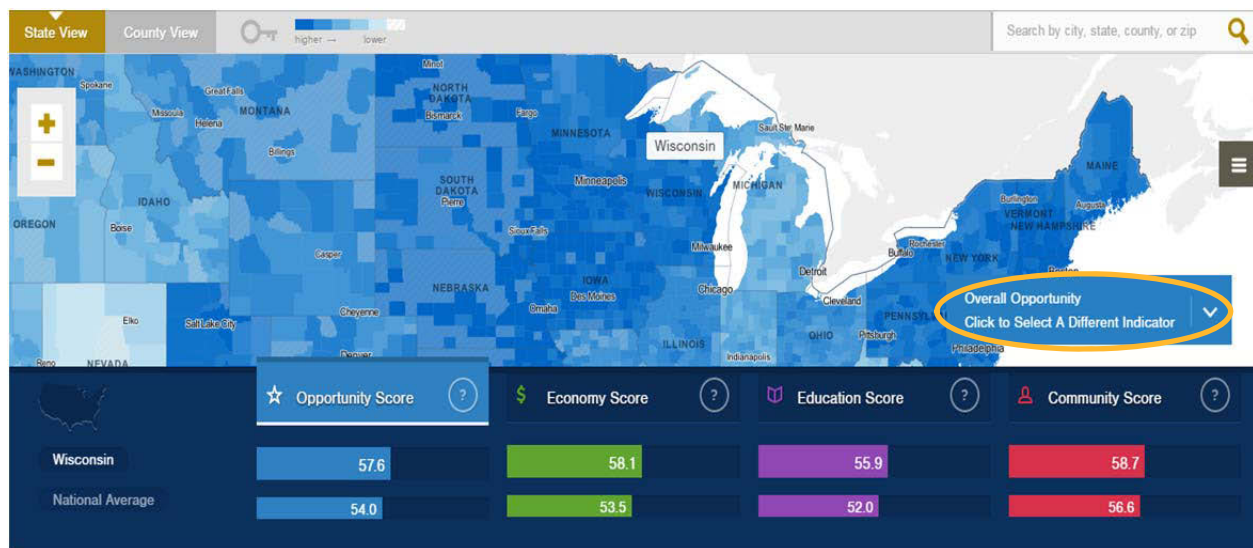 State View
County View
higher → lower
Search by city, state, county, or zip
WASHINGTON
Spokane
Great Falls
Missoula
Helena
MONTANA
Billings
Minot
NORTH
DAKOTA
Bismarck
Fargo
MINNESOTA
Wisconsin
Sault Ste. Marie
+
−
IDAHO
OREGON
Boise
SOUTH
DAKOTA
Pierre
Minneapolis
WISCONSIN
MICHIGAN
MAINE
Burlington
VERMONT
Augusta
NEW HAMPSHIRE
Sioux Falls
Casper
Milwaukee
Detroit
Buffalo
Rochester
NEW YORK
Boston
NEBRASKA
IOWA
Des Moines
Omaha
Chicago
Cleveland
PENNSYL
Elko
Salt Lake City
Cheyenne
ILLINOIS
OHIO
Pittsburgh
Philadelphia
Reno
NEVADA
Denver
Indianapolis
Overall Opportunity
Click to Select A Different Indicator
Opportunity Score ?
$ Economy Score ?
Education Score ?
Community Score ?
Wisconsin
57.6
58.1
55.9
58.7
National Average
54.0
53.5
52.0
56.6